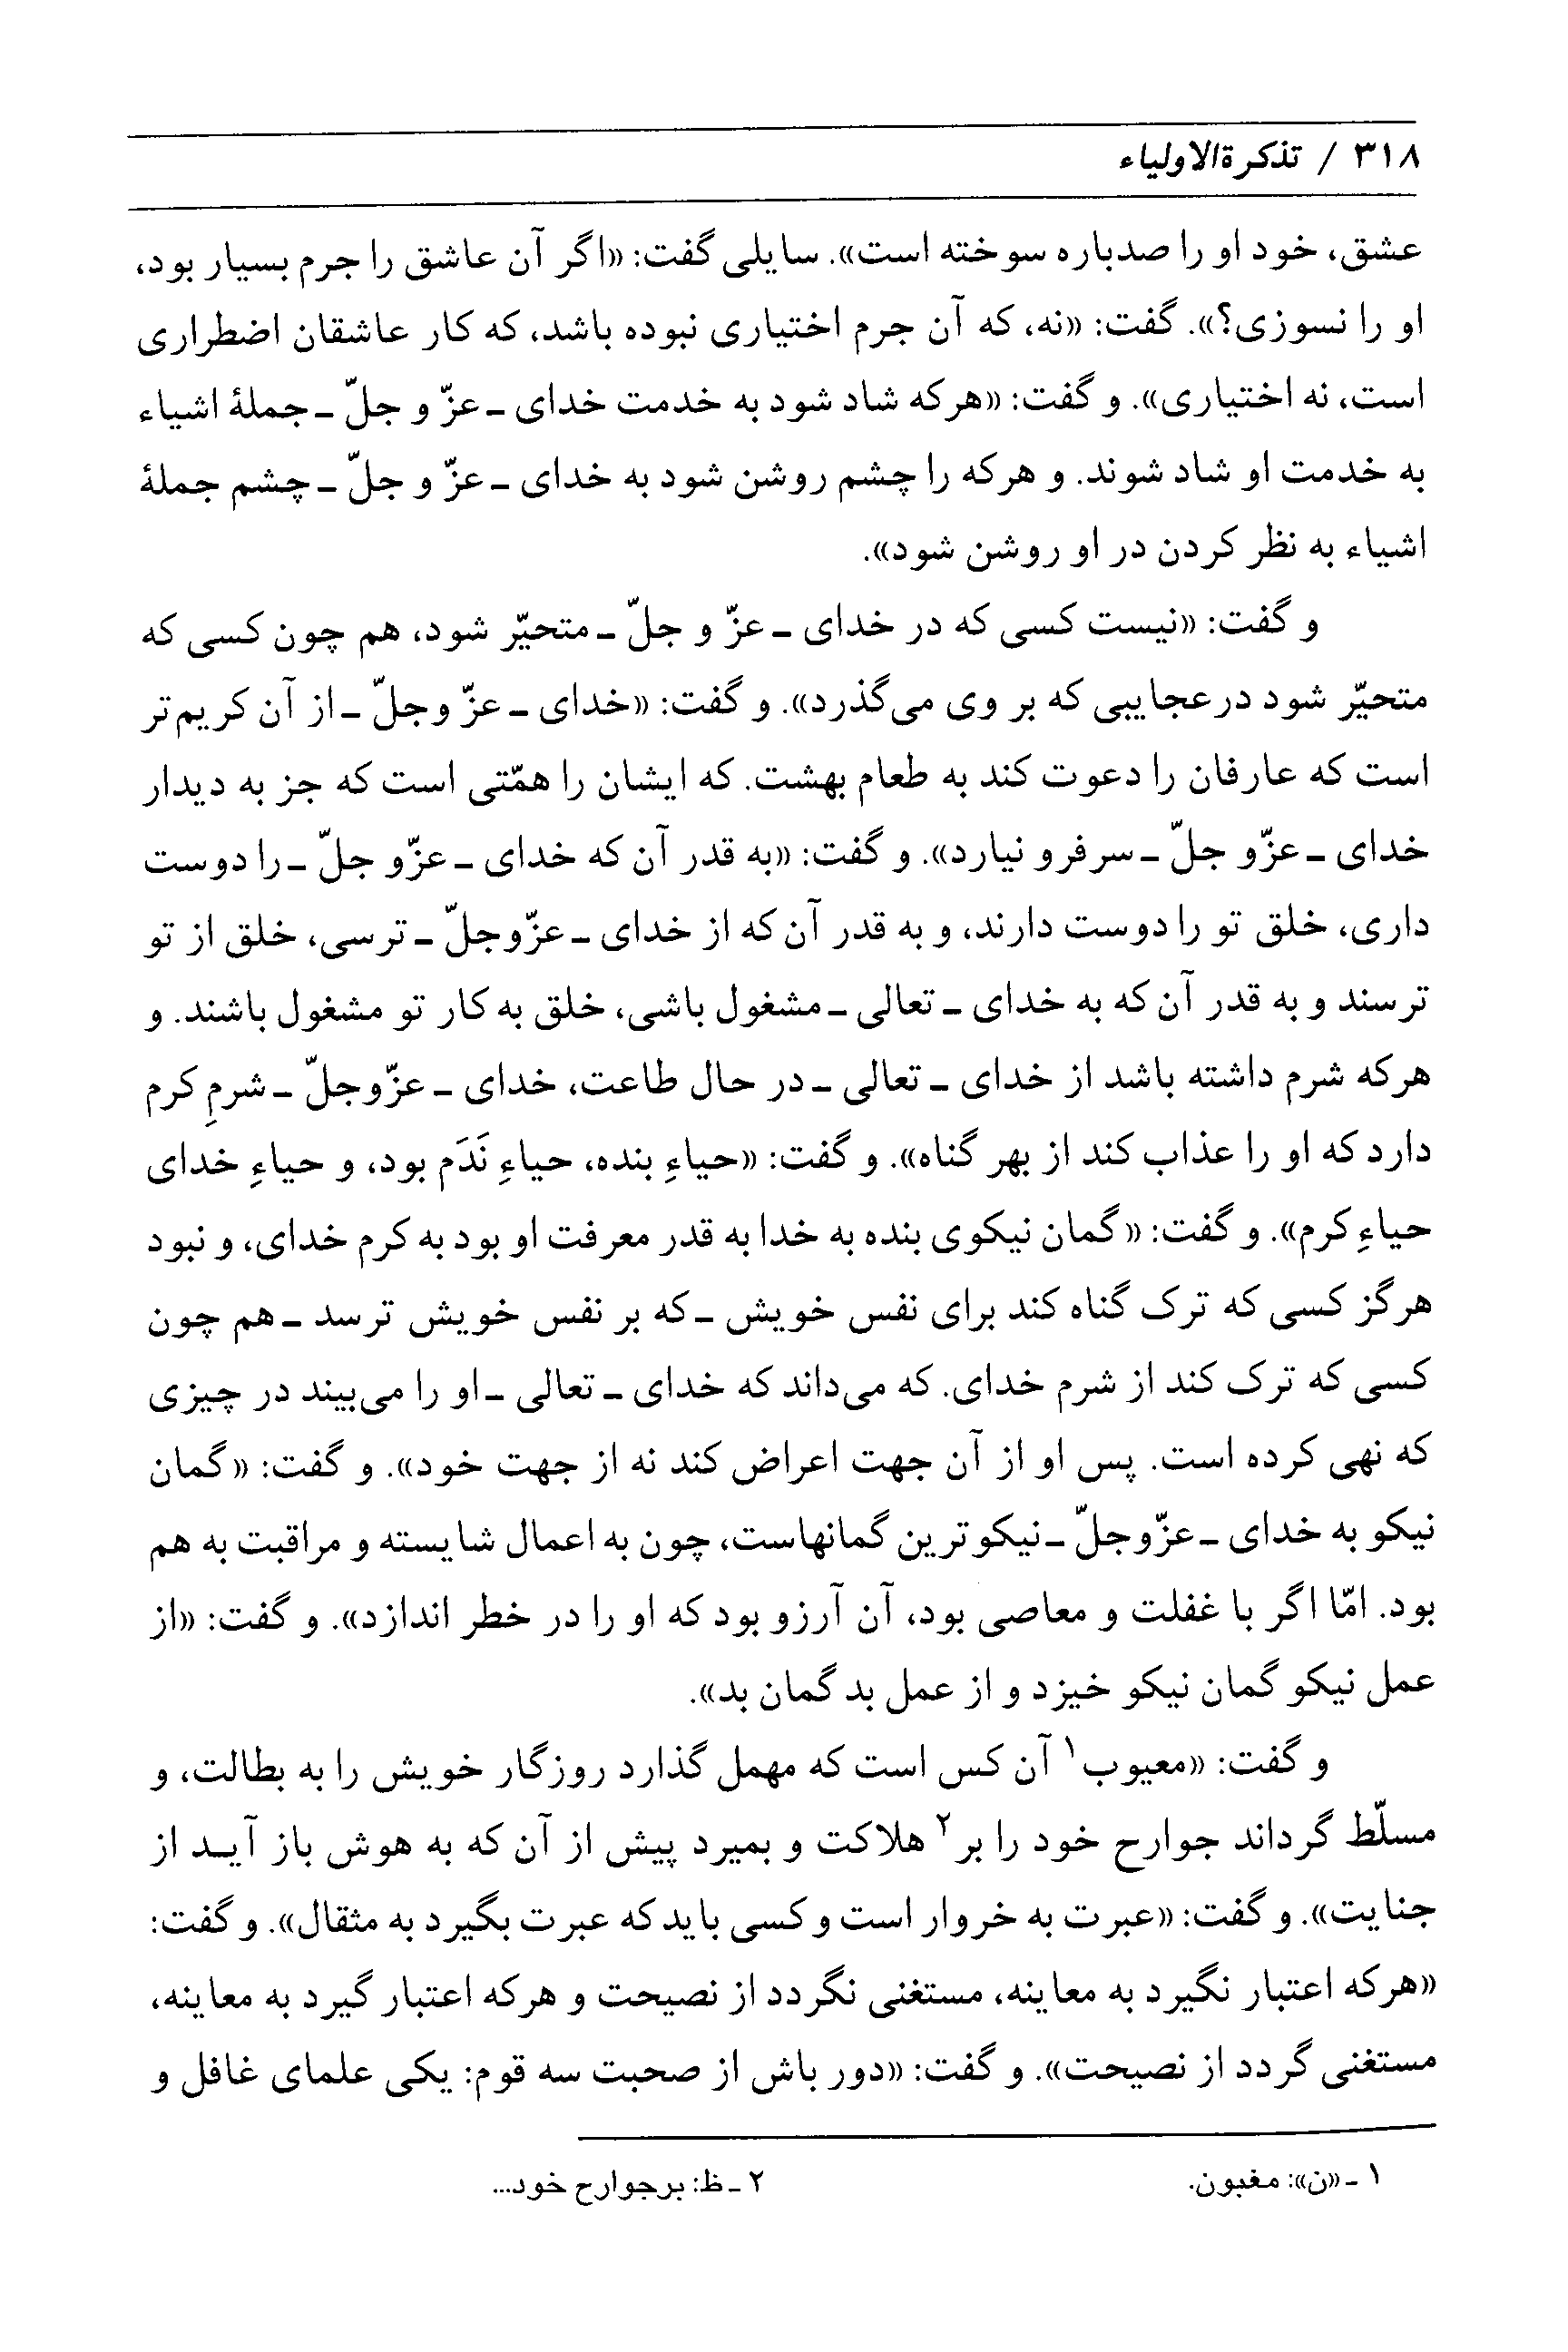 ۳۱۸ / تذکرةالاولیاء
عشق، خود او را صدباره سوخته است». سایلی گفت: «اگر آن عاشق را جرم بسیار بود،
او را نسوزی؟». گفت: «نه، که آن جرم اختیاری نبوده باشد، که کار عاشقان اضطراری
است، نه اختیاری». و گفت: «هرکه شاد شود به خدمت خدای ـ عزّ و جلّ ـ جملهٔ اشیاء
به خدمت او شاد شوند. و هرکه را چشم روشن شود به خدای ـ عزّ و جلّ ـ چشم جملهٔ
اشیاء به نظر کردن در او روشن شود».
و گفت: «نیست کسی که در خدای ـ عزّ و جلّ ـ متحیّر شود، هم چون کسی که
متحیّر شود درعجایبی که بر وی می‌گذرد». و گفت: «خدای ـ عزّ وجلّ ـ از آن کریم‌تر
است که عارفان را دعوت کند به طعام بهشت. که ایشان را همّتی است که جز به دیدار
خدای ـ عزّو جلّ ـ سرفرو نیارد». و گفت: «به قدر آن که خدای ـ عزّو جلّ ـ را دوست
داری، خلق تو را دوست دارند، و به قدر آن که از خدای ـ عزّوجلّ ـ ترسی، خلق از تو
ترسند و به قدر آن که به خدای ـ تعالی ـ مشغول باشی، خلق به کار تو مشغول باشند. و
هرکه شرم داشته باشد از خدای ـ تعالی ـ در حال طاعت، خدای ـ عزّوجلّ ـ شرمِ کرم
دارد که او را عذاب کند از بهر گناه». و گفت: «حیاءِ بنده، حیاءِ نَدَم بود، و حیاءِ خدای
حیاءِ کرم». و گفت: «گمان نیکوی بنده به خدا به قدر معرفت او بود به کرم خدای، و نبود
هرگز کسی که ترک گناه کند برای نفس خویش ـ که بر نفس خویش ترسد ـ هم چون
کسی که ترک کند از شرم خدای. که می‌داند که خدای ـ تعالی ـ او را می‌بیند در چیزی
که نهی کرده است. پس او از آن جهت اعراض کند نه از جهت خود». و گفت: «گمان
نیکو به خدای ـ عزّوجلّ ـ نیکوترین گمانهاست، چون به اعمال شایسته و مراقبت به هم
بود. امّا اگر با غفلت و معاصی بود، آن آرزو بود که او را در خطر اندازد». و گفت: «از
عمل نیکو گمان نیکو خیزد و از عمل بد گمان بد».
و گفت: «معیوب۱ آن کس است که مهمل گذارد روزگار خویش را به بطالت، و
مسلّط گرداند جوارح خود را بر۲ هلاکت و بمیرد پیش از آن که به هوش باز آید از
جنایت». و گفت: «عبرت به خروار است و کسی باید که عبرت بگیرد به مثقال». و گفت:
«هرکه اعتبار نگیرد به معاینه، مستغنی نگردد از نصیحت و هرکه اعتبار گیرد به معاینه،
مستغنی گردد از نصیحت». و گفت: «دور باش از صحبت سه قوم: یکی علمای غافل و
۱ ـ «ن»: مغبون.
۲ ـ ظ: برجوارح خود...